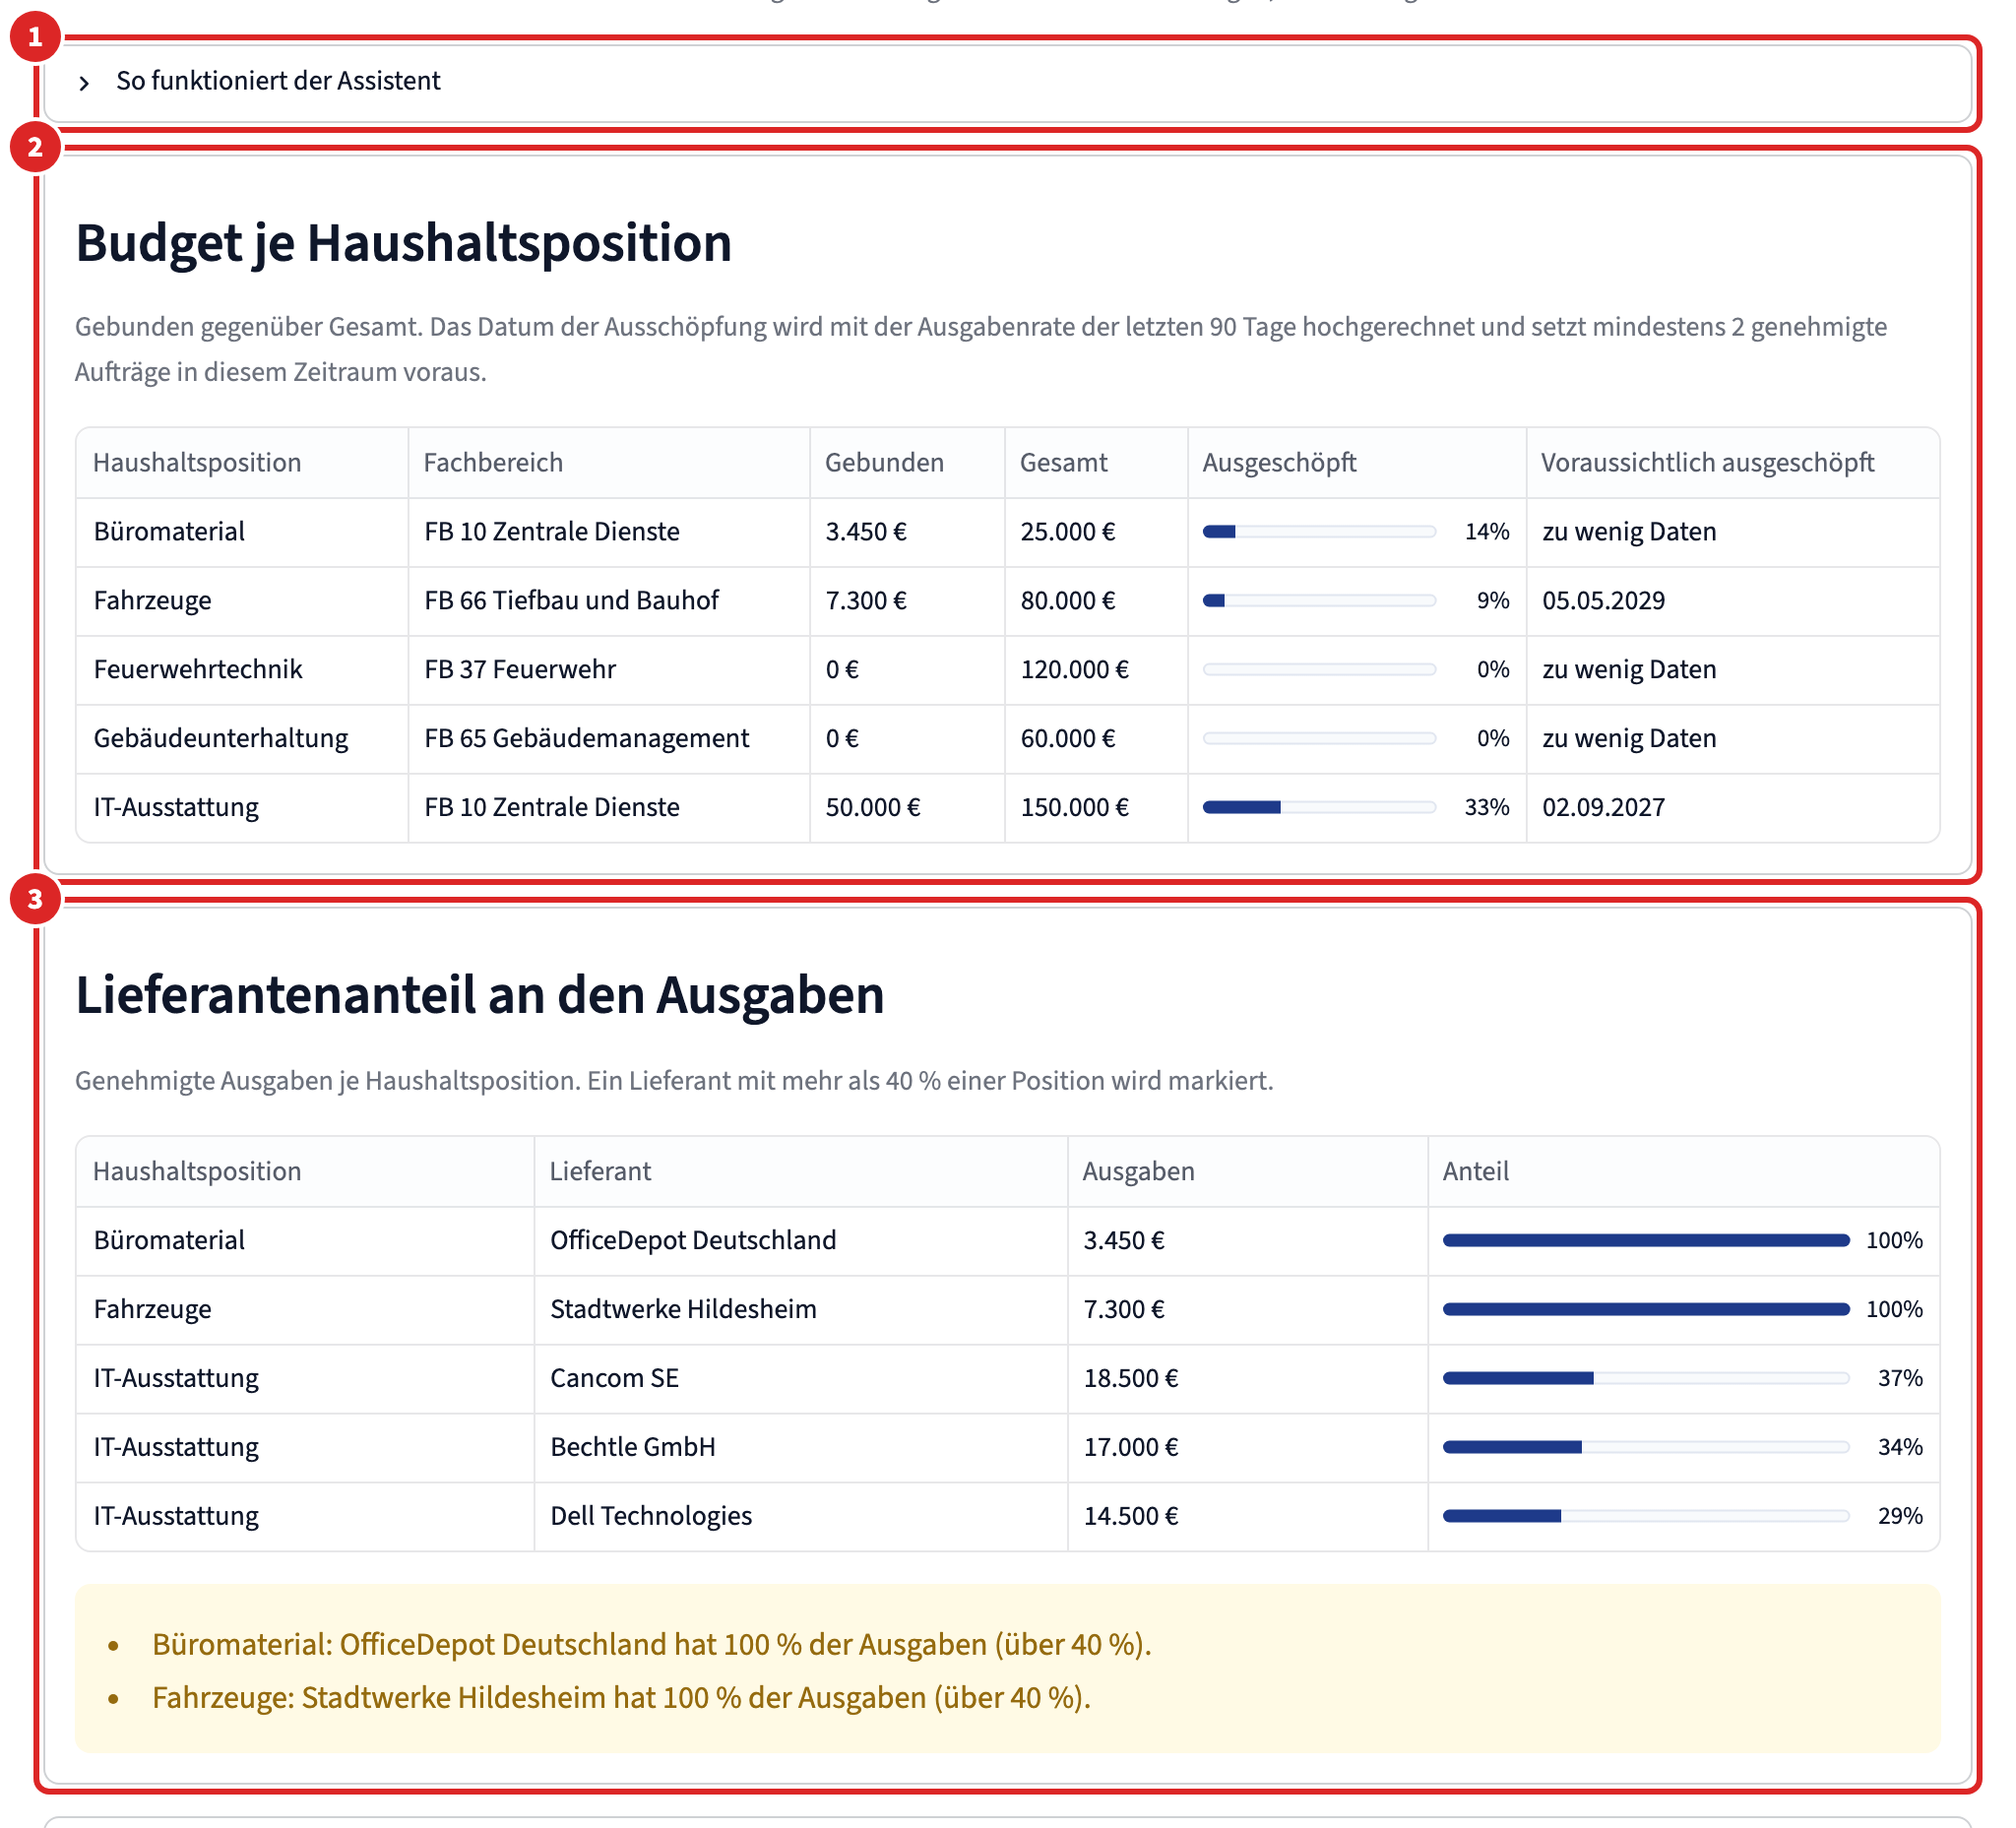 1
So funktioniert der Assistent
2
Budget je Haushaltsposition
Gebunden gegenüber Gesamt. Das Datum der Ausschöpfung wird mit der Ausgabenrate der letzten 90 Tage hochgerechnet und setzt mindestens 2 genehmigte
Aufträge in diesem Zeitraum voraus.
Haushaltsposition Fachbereich Gebunden Gesamt Ausgeschöpft Voraussichtlich ausgeschöpft
Büromaterial FB 10 Zentrale Dienste 3.450 € 25.000 € 14% zu wenig Daten
Fahrzeuge FB 66 Tiefbau und Bauhof 7.300 € 80.000 € 9% 05.05.2029
Feuerwehrtechnik FB 37 Feuerwehr 0 € 120.000 € 0% zu wenig Daten
Gebäudeunterhaltung FB 65 Gebäudemanagement 0 € 60.000 € 0% zu wenig Daten
IT-Ausstattung FB 10 Zentrale Dienste 50.000 € 150.000 € 33% 02.09.2027
3
Lieferantenanteil an den Ausgaben
Genehmigte Ausgaben je Haushaltsposition. Ein Lieferant mit mehr als 40 % einer Position wird markiert.
Haushaltsposition Lieferant Ausgaben Anteil
Büromaterial OfficeDepot Deutschland 3.450 € 100%
Fahrzeuge Stadtwerke Hildesheim 7.300 € 100%
IT-Ausstattung Cancom SE 18.500 € 37%
IT-Ausstattung Bechtle GmbH 17.000 € 34%
IT-Ausstattung Dell Technologies 14.500 € 29%
• Büromaterial: OfficeDepot Deutschland hat 100 % der Ausgaben (über 40 %).
• Fahrzeuge: Stadtwerke Hildesheim hat 100 % der Ausgaben (über 40 %).